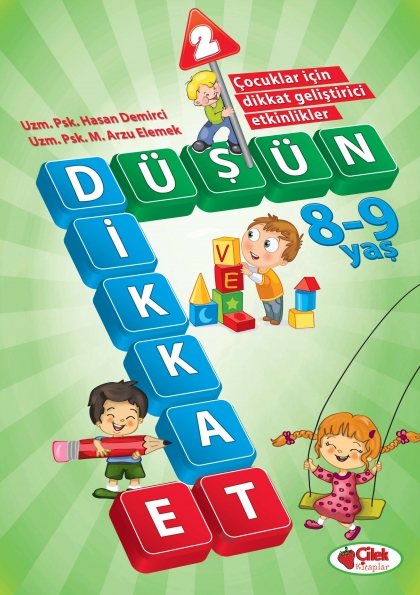 2
Çocuklar için
dikkat geliştirici
etkinlikler
Uzm. Psk. Hasan Demirci
Uzm. Psk. M. Arzu Elemek
DÜŞÜN
VE
DİKKAT
ET
8-9
yaş
Çilek
Kitaplar